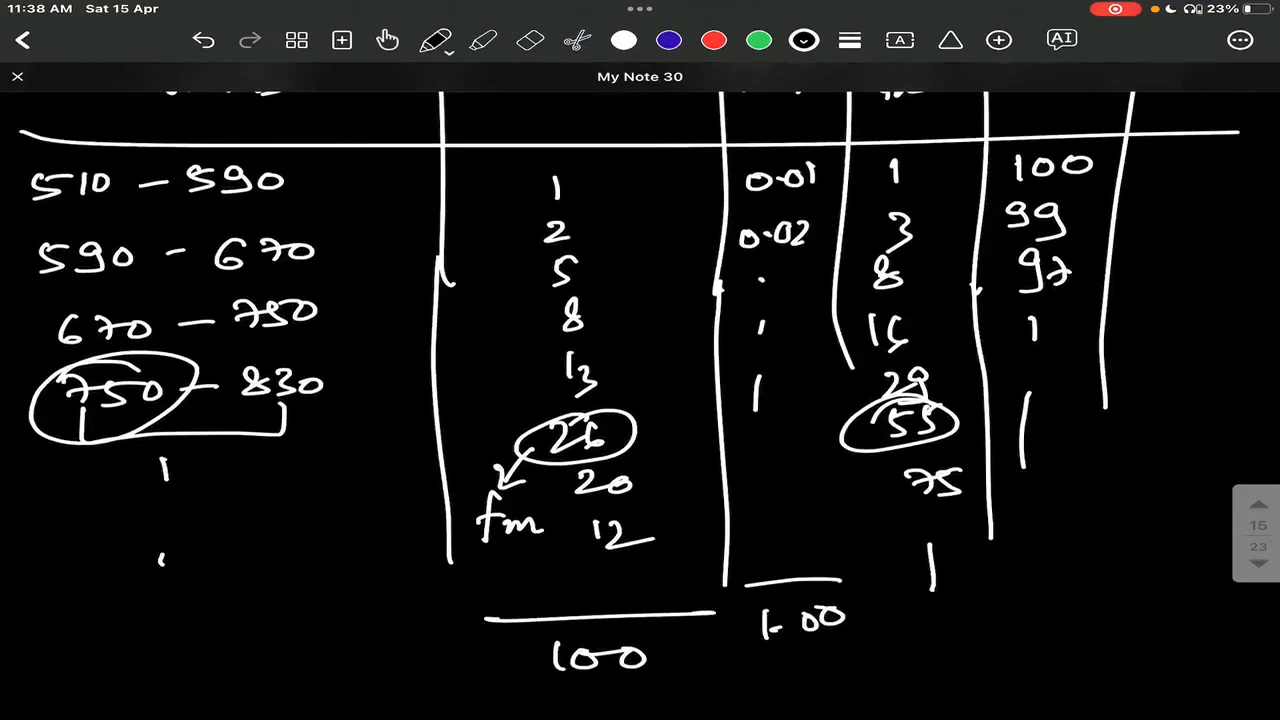 11:38 AM Sat 15 Apr 23%
A AI
My Note 30
510 - 590 1 0.01 1 100
590 - 670 2 0.02 3 99
670 - 750 5 8 97
750 - 830 8 16
13 29
26 55
fm 20 75
12
100 1.00
15
23